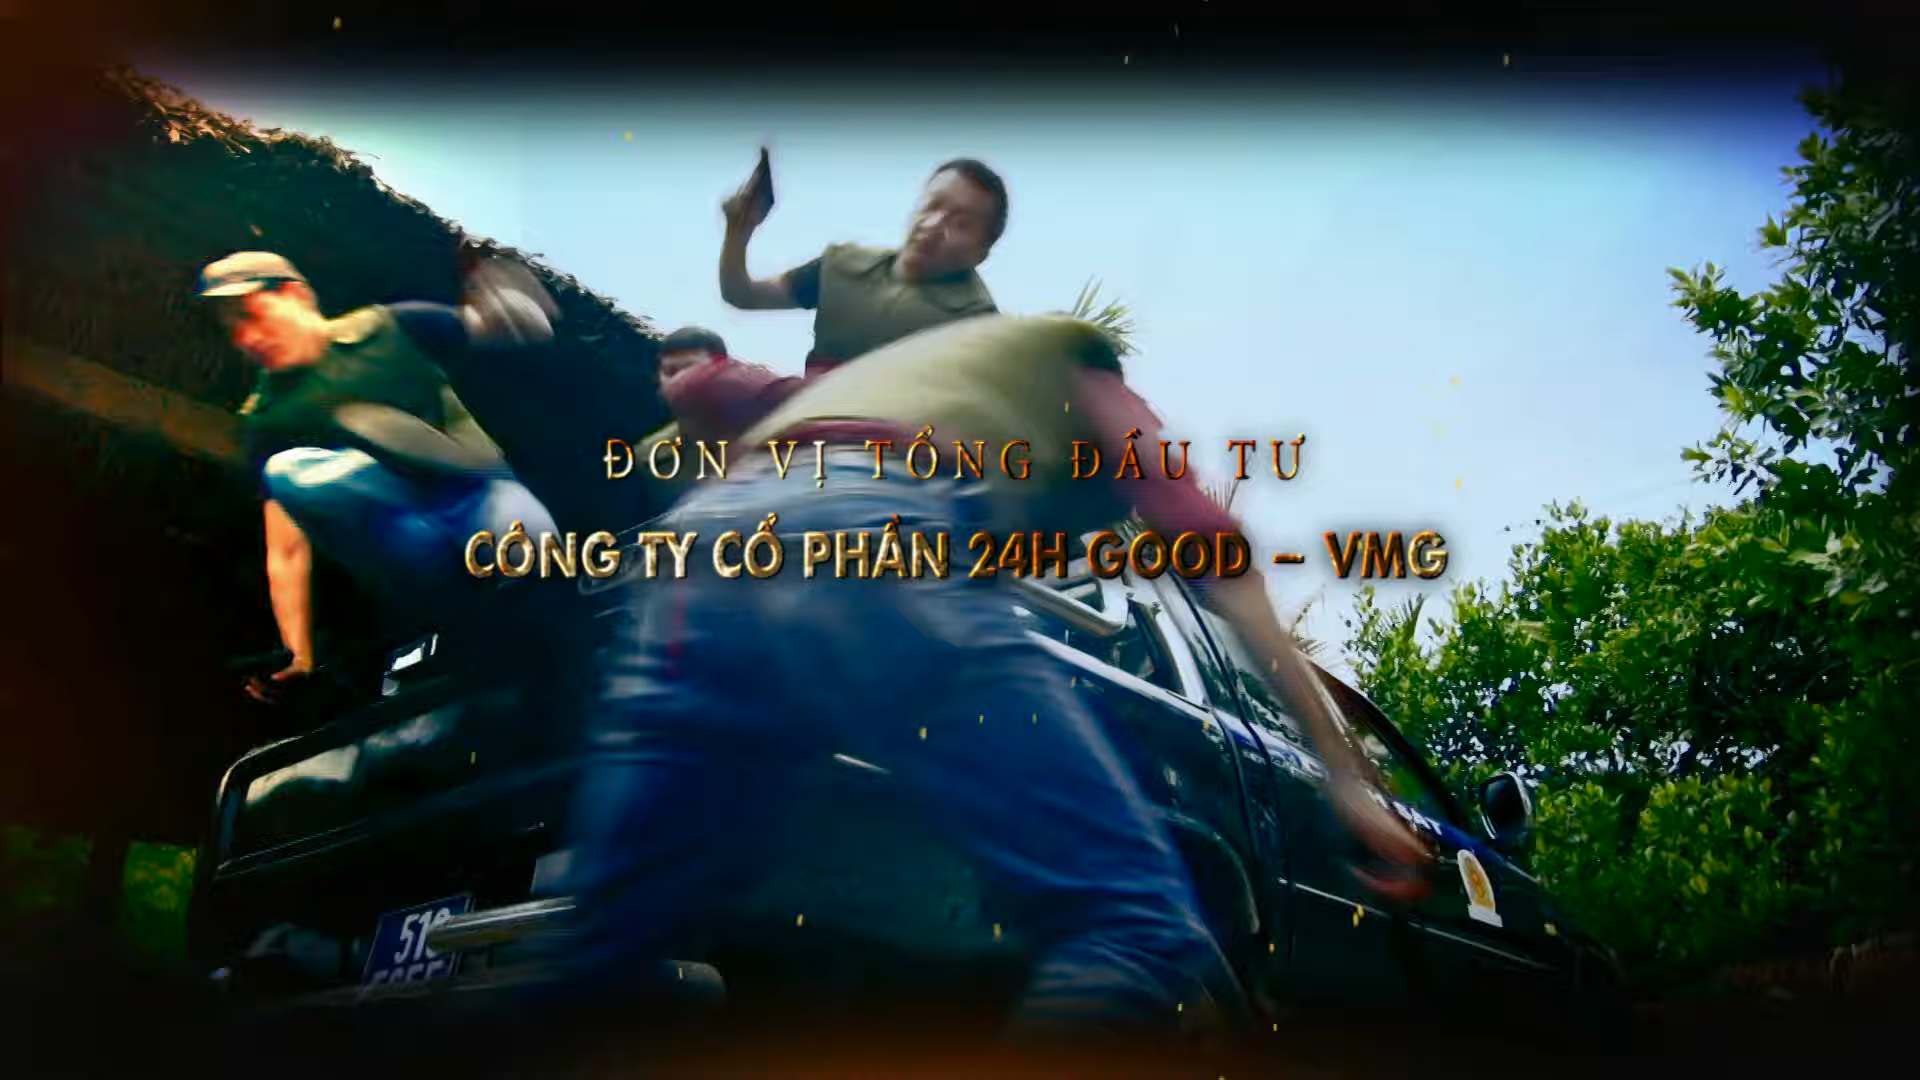 ĐƠN VỊ TỔNG ĐẦU TƯ
CÔNG TY CỔ PHẦN 24H GOOD – VMG